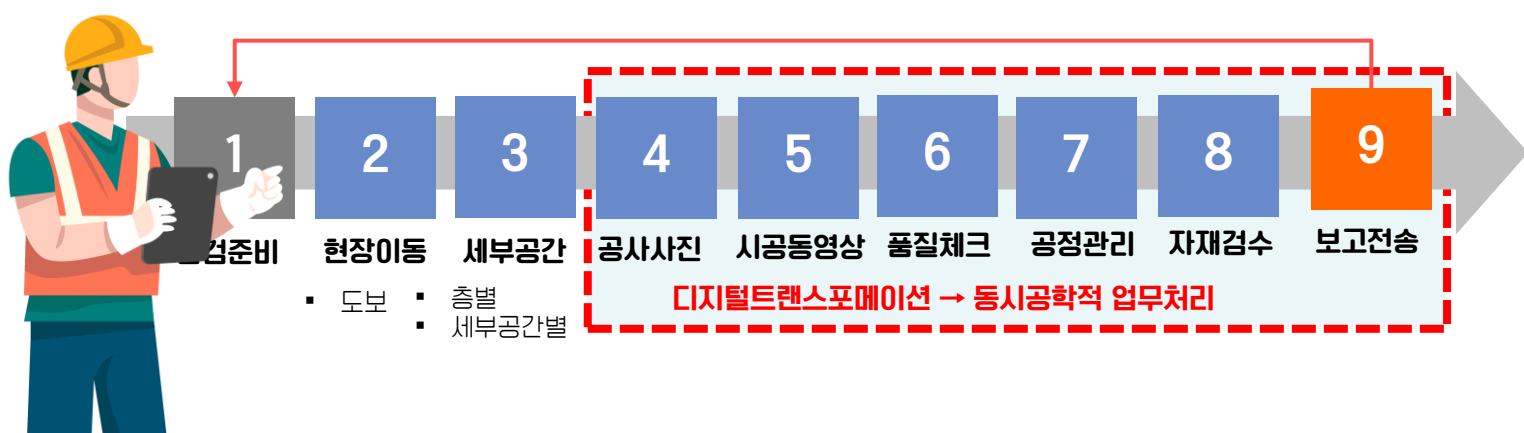 1
2
3
4
5
6
7
8
9
검준비
현장이동
세부공간
공사사진
시공동영상
품질체크
공정관리
자재검수
보고전송
▪ 도보
▪ 층별
▪ 세부공간별
디지털트랜스포메이션 → 동시공학적 업무처리